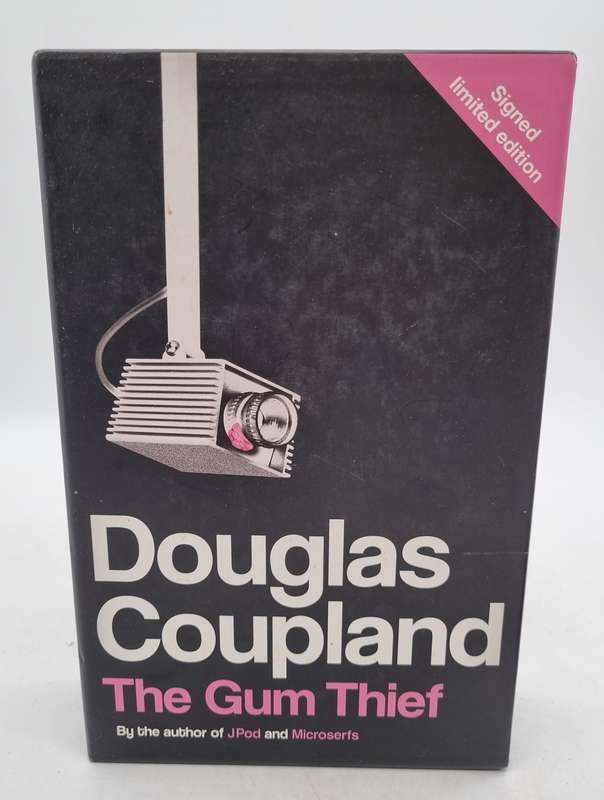 Signed
limited edition
Douglas
Coupland
The Gum Thief
By the author of JPod and Microserfs